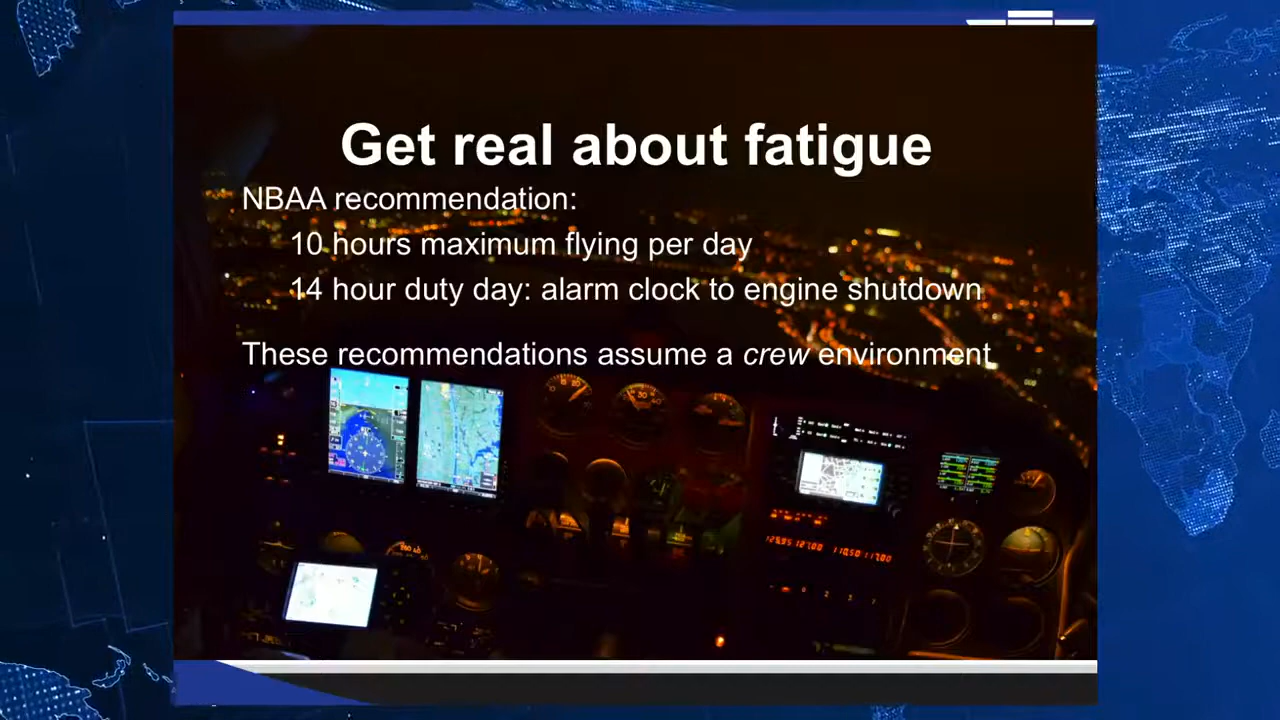 Get real about fatigue
NBAA recommendation:
10 hours maximum flying per day
14 hour duty day: alarm clock to engine shutdown
These recommendations assume a crew environment